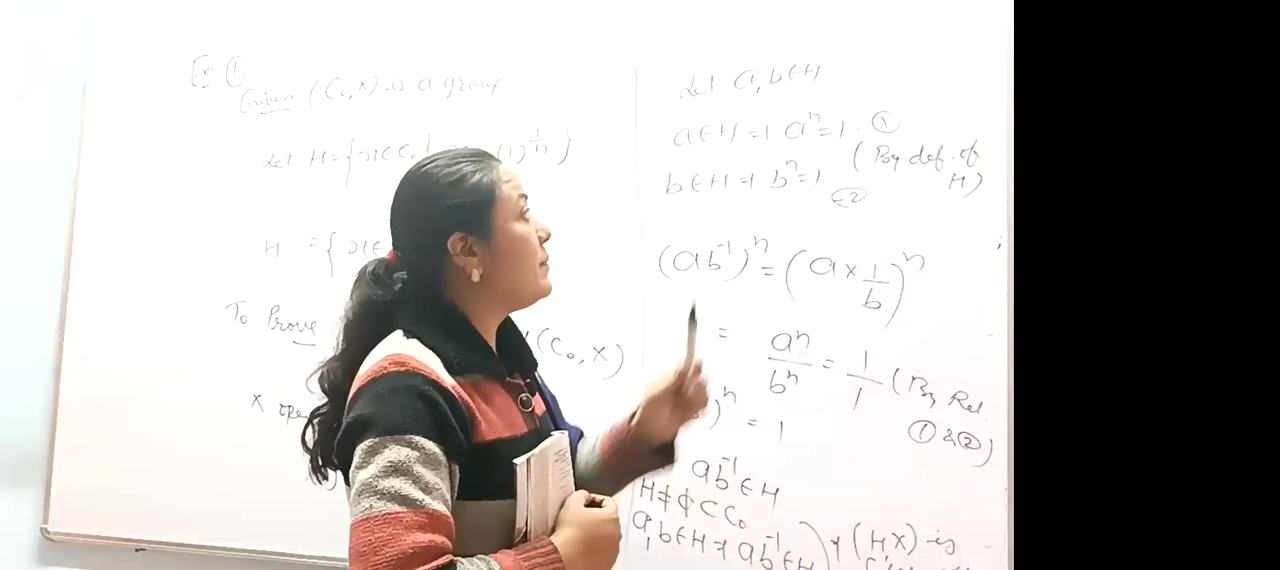 Ex ①
Given (C₀, ×) is a group
Let H = { x ∈ C₀ | (1)^{1/n} }
H = { x ∈
To Prove
(C₀, ×)
× ope
Let a, b ∈ H
a ∈ H ⇒ aⁿ = 1 - ①
(By def. of
H)
b ∈ H ⇒ bⁿ = 1
②
(ab⁻¹)ⁿ = (a × 1/b)ⁿ
= aⁿ/bⁿ = 1/1 (By Rel.
① & ②)
)ⁿ = 1
ab⁻¹ ∈ H
H ≠ ϕ ⊂ C₀
a, b ∈ H ⇒ ab⁻¹ ∈ H } (H X) is